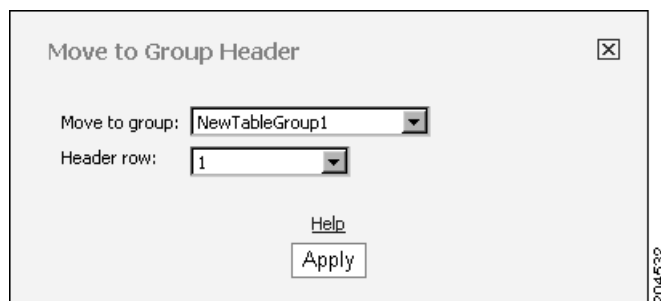 Move to Group Header
Move to group: NewTableGroup1
Header row: 1
Help
Apply
204532